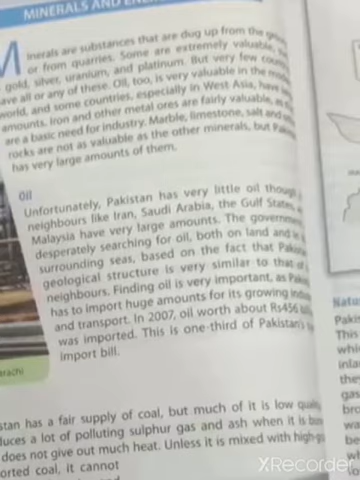 MINERALS AND
Minerals are substances that are dug up from the
or from quarries. Some are extremely valuable,
gold, silver, uranium, and platinum. But very few
have all or any of these. Oil, too, is very valuable in the
world, and some countries, especially in West Asia, have
amounts. Iron and other metal ores are fairly valuable, as
are a basic need for industry. Marble, limestone, salt and
rocks are not as valuable as the other minerals, but
has very large amounts of them.
Oil
Unfortunately, Pakistan has very little oil though
neighbours like Iran, Saudi Arabia, the Gulf States,
Malaysia have very large amounts. The government
desperately searching for oil, both on land and
surrounding seas, based on the fact that
geological structure is very similar to that of
neighbours. Finding oil is very important, as
has to import huge amounts for its growing
and transport. In 2007, oil worth about Rs456
was imported. This is one-third of Pakistan's
import bill.
arachi
stan has a fair supply of coal, but much of it is low quality
duces a lot of polluting sulphur gas and ash when it is
does not give out much heat. Unless it is mixed with
orted coal, it cannot
Natu
Pakis
This
whic
inla
the
gas
bro
wa
be
wh
XRecorder